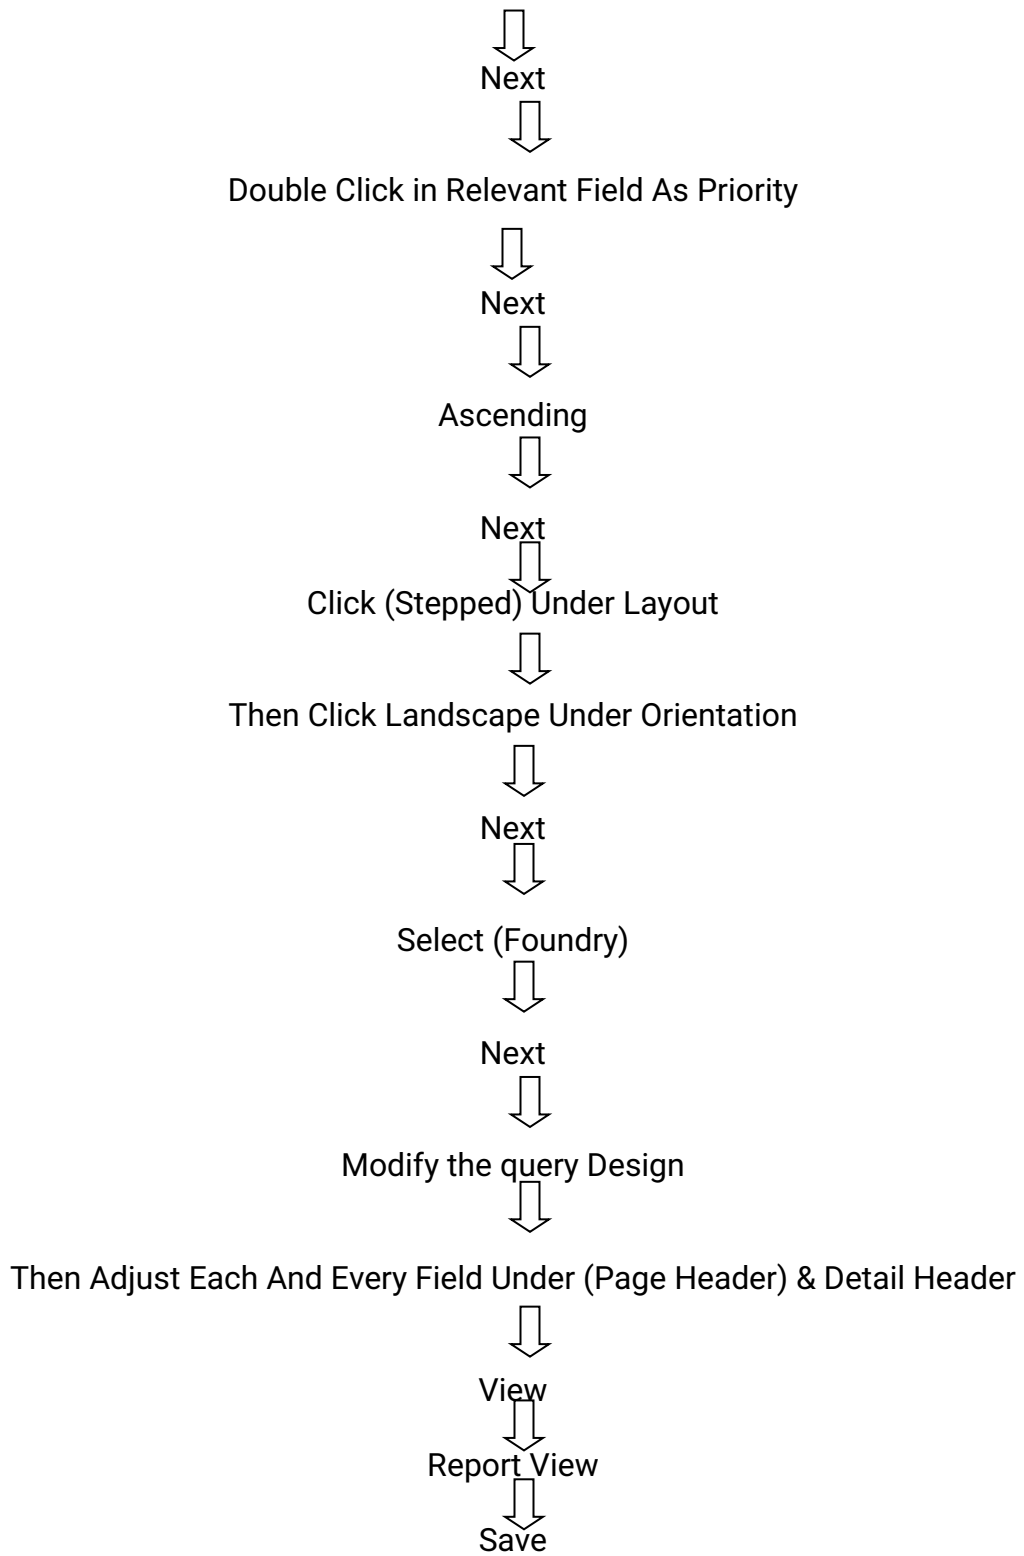 Next
Double Click in Relevant Field As Priority
Next
Ascending
Next
Click (Stepped) Under Layout
Then Click Landscape Under Orientation
Next
Select (Foundry)
Next
Modify the query Design
Then Adjust Each And Every Field Under (Page Header) & Detail Header
View
Report View
Save